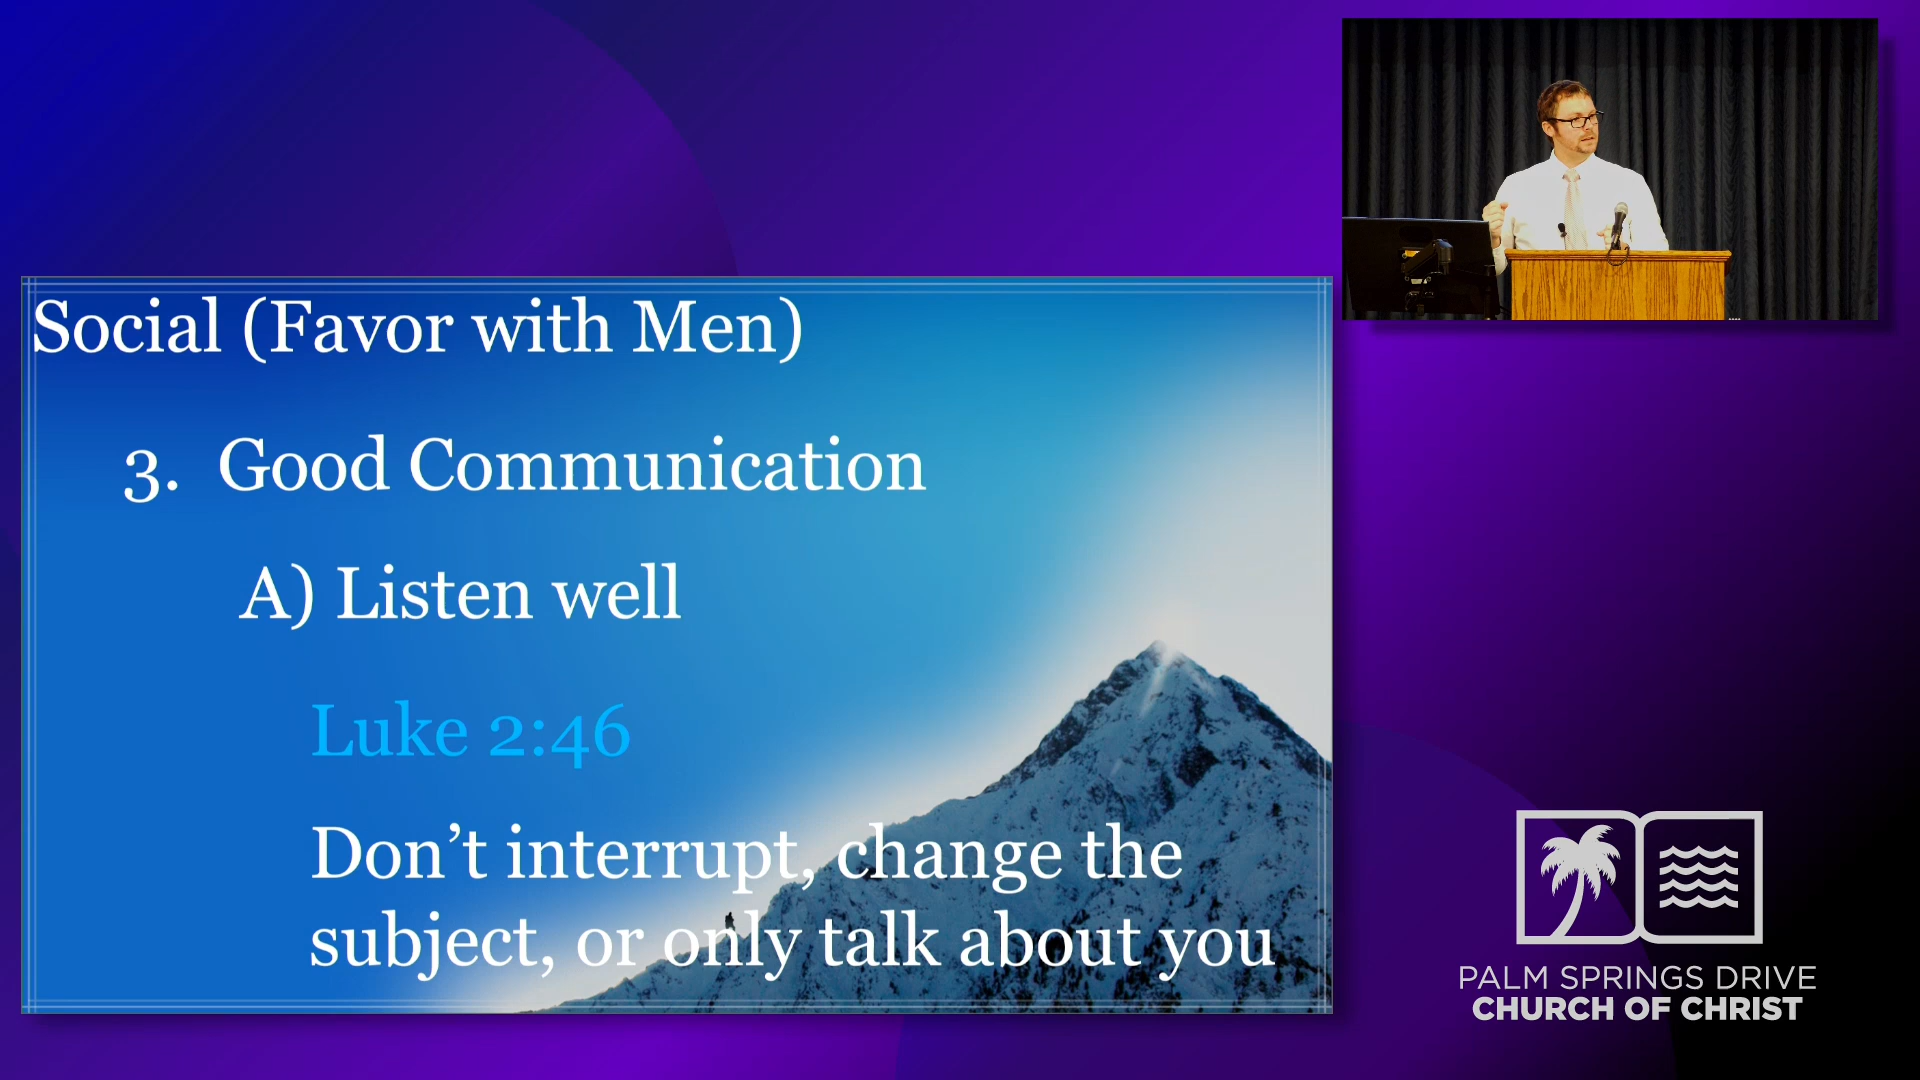 Social (Favor with Men)
3. Good Communication
A) Listen well
Luke 2:46
Don’t interrupt, change the
subject, or only talk about you
PALM SPRINGS DRIVE
CHURCH OF CHRIST